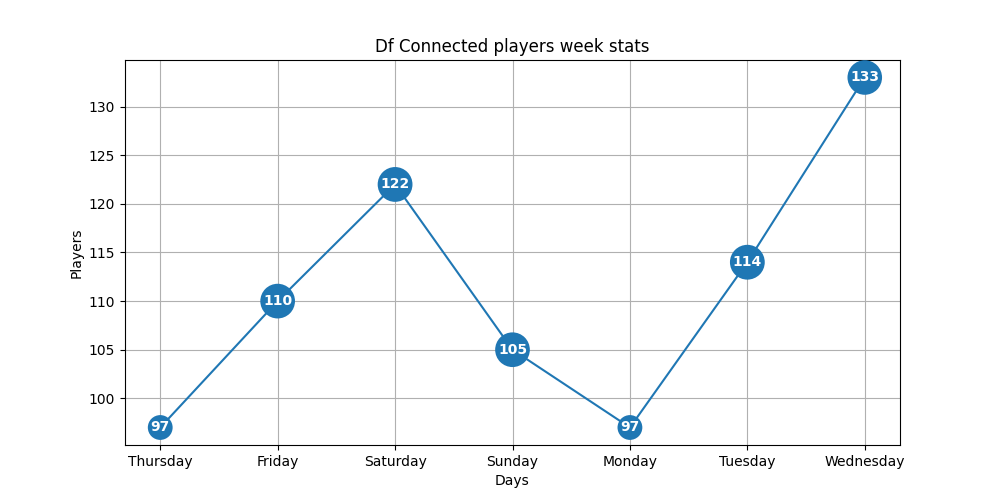 Df Connected players week stats
130
125
120
115
110
105
100
Players
97
110
122
105
97
114
133
Thursday
Friday
Saturday
Sunday
Monday
Tuesday
Wednesday
Days